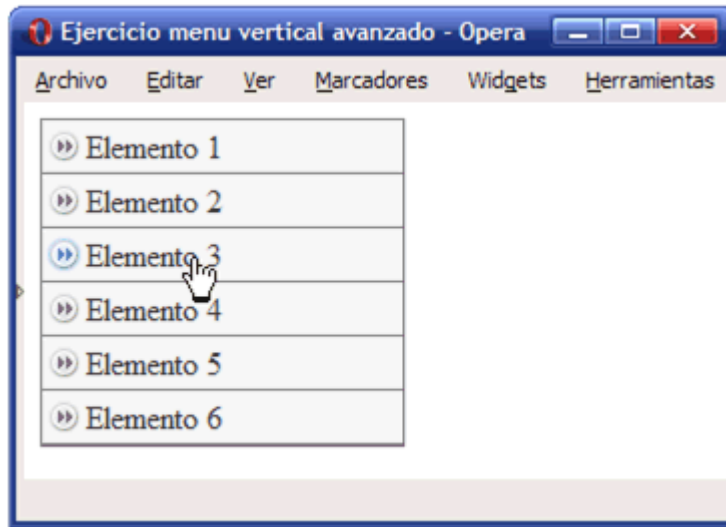 Ejercicio menu vertical avanzado - Opera
Archivo Editar Ver Marcadores Widgets Herramientas
Elemento 1
Elemento 2
Elemento 3
Elemento 4
Elemento 5
Elemento 6